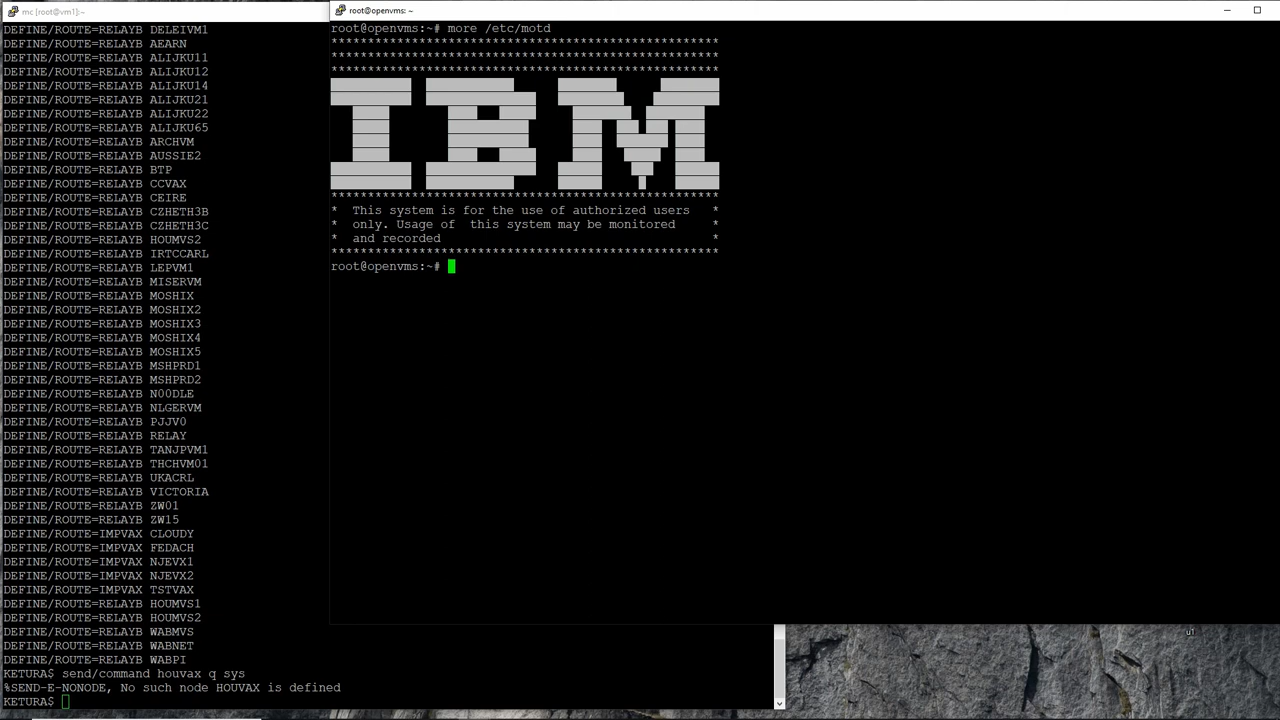 mc [root@vm1]:~
DEFINE/ROUTE=RELAYB DELEIVM1
DEFINE/ROUTE=RELAYB AEARN
DEFINE/ROUTE=RELAYB ALIJKU11
DEFINE/ROUTE=RELAYB ALIJKU12
DEFINE/ROUTE=RELAYB ALIJKU14
DEFINE/ROUTE=RELAYB ALIJKU21
DEFINE/ROUTE=RELAYB ALIJKU22
DEFINE/ROUTE=RELAYB ALIJKU65
DEFINE/ROUTE=RELAYB ARCHVM
DEFINE/ROUTE=RELAYB AUSSIE2
DEFINE/ROUTE=RELAYB BTP
DEFINE/ROUTE=RELAYB CCVAX
DEFINE/ROUTE=RELAYB CEIRE
DEFINE/ROUTE=RELAYB CZHETH3B
DEFINE/ROUTE=RELAYB CZHETH3C
DEFINE/ROUTE=RELAYB HOUMVS2
DEFINE/ROUTE=RELAYB IRTCCARL
DEFINE/ROUTE=RELAYB LEPVM1
DEFINE/ROUTE=RELAYB MISERVM
DEFINE/ROUTE=RELAYB MOSHIX
DEFINE/ROUTE=RELAYB MOSHIX2
DEFINE/ROUTE=RELAYB MOSHIX3
DEFINE/ROUTE=RELAYB MOSHIX4
DEFINE/ROUTE=RELAYB MOSHIX5
DEFINE/ROUTE=RELAYB MSHPRD1
DEFINE/ROUTE=RELAYB MSHPRD2
DEFINE/ROUTE=RELAYB N00DLE
DEFINE/ROUTE=RELAYB NLGERVM
DEFINE/ROUTE=RELAYB PJJV0
DEFINE/ROUTE=RELAYB RELAY
DEFINE/ROUTE=RELAYB TANJPVM1
DEFINE/ROUTE=RELAYB THCHVM01
DEFINE/ROUTE=RELAYB UKACRL
DEFINE/ROUTE=RELAYB VICTORIA
DEFINE/ROUTE=RELAYB ZW01
DEFINE/ROUTE=RELAYB ZW15
DEFINE/ROUTE=IMPVAX CLOUDY
DEFINE/ROUTE=IMPVAX FEDACH
DEFINE/ROUTE=IMPVAX NJEVX1
DEFINE/ROUTE=IMPVAX NJEVX2
DEFINE/ROUTE=IMPVAX TSTVAX
DEFINE/ROUTE=RELAYB HOUMVS1
DEFINE/ROUTE=RELAYB HOUMVS2
DEFINE/ROUTE=RELAYB WABMVS
DEFINE/ROUTE=RELAYB WABNET
DEFINE/ROUTE=RELAYB WABPI
KETURA$ send/command houvax q sys
%SEND-E-NONODE, No such node HOUVAX is defined
KETURA$
root@openvms: ~
root@openvms:~# more /etc/motd
*****************************************************
*****************************************************
*****************************************************
IBM
*****************************************************
*  This system is for the use of authorized users   *
*  only. Usage of  this system may be monitored     *
*  and recorded                                     *
*****************************************************
root@openvms:~#
u1